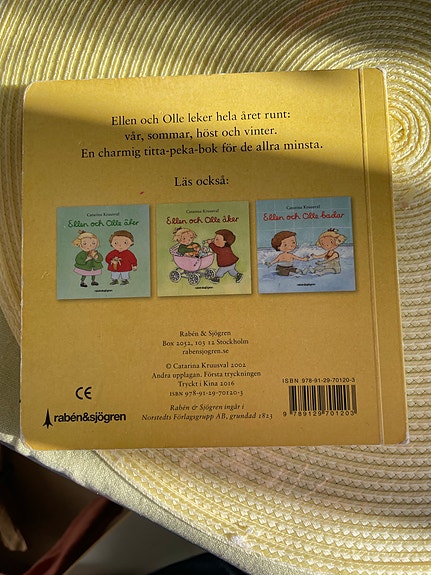 Ellen och Olle leker hela året runt:
vår, sommar, höst och vinter.
En charmig titta-peka-bok för de allra minsta.
Läs också:
Catarina Kruusval
Ellen och Olle äter
Catarina Kruusval
Ellen och Olle åker
Catarina Kruusval
Ellen och Olle badar
Rabén & Sjögren
Box 2052, 103 12 Stockholm
rabensjogren.se
© Catarina Kruusval 2002
Andra upplagan. Första tryckningen
Tryckt i Kina 2016
ISBN 978-91-29-70120-3
Rabén & Sjögren ingår i
Norstedts Förlagsgrupp AB, grundad 1823
CE
rabén&sjögren
ISBN 978-91-29-70120-3
9 789129 701203